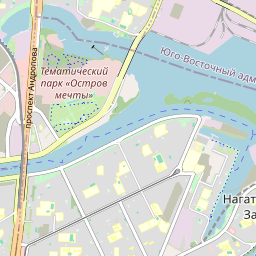 Юго-Восточный адм
проспект Андропова
Тематический
парк «Остров
мечты»
Нагат
За